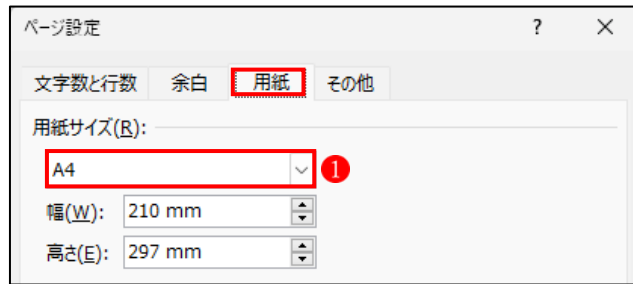 ページ設定 ? ×
文字数と行数 余白 用紙 その他
用紙サイズ(R):
A4 1
幅(W): 210 mm
高さ(E): 297 mm